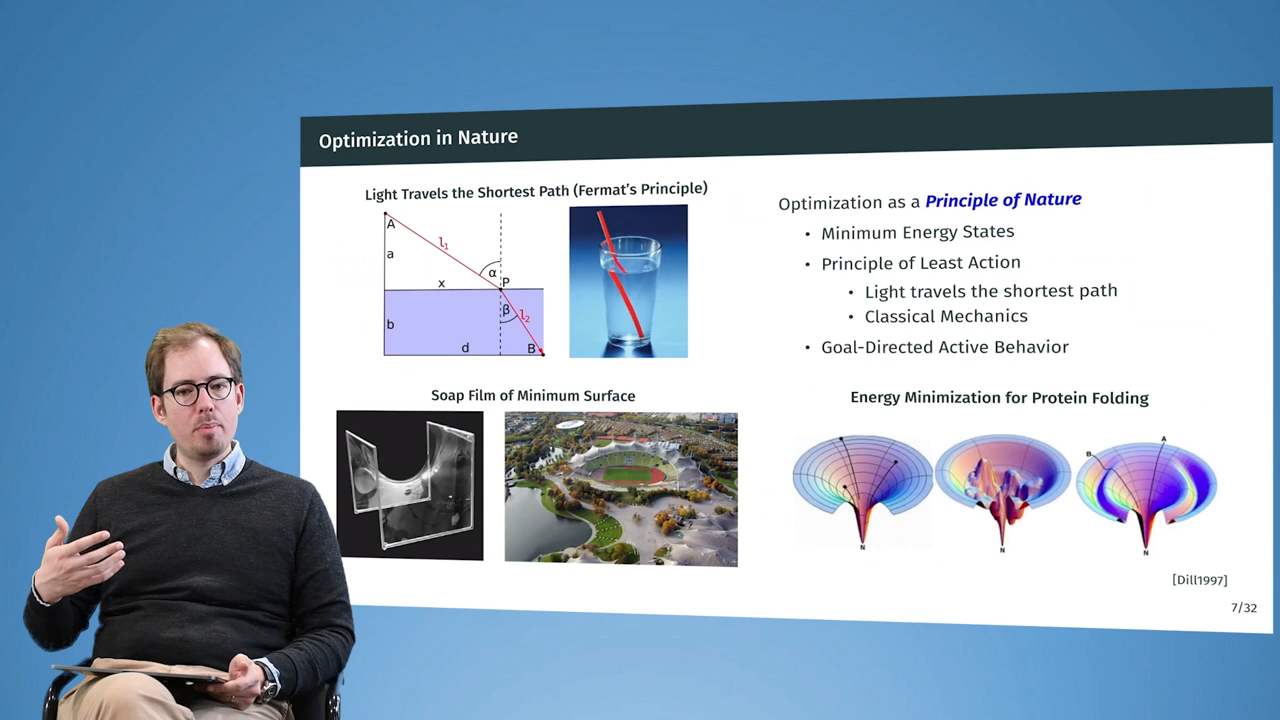 Optimization in Nature
Light Travels the Shortest Path (Fermat's Principle)
A
l1
a
α
x
P
β
l2
b
d
B
Optimization as a Principle of Nature
• Minimum Energy States
• Principle of Least Action
• Light travels the shortest path
• Classical Mechanics
• Goal-Directed Active Behavior
Soap Film of Minimum Surface
Energy Minimization for Protein Folding
N
N
B
A
N
[Dill1997]
7/32